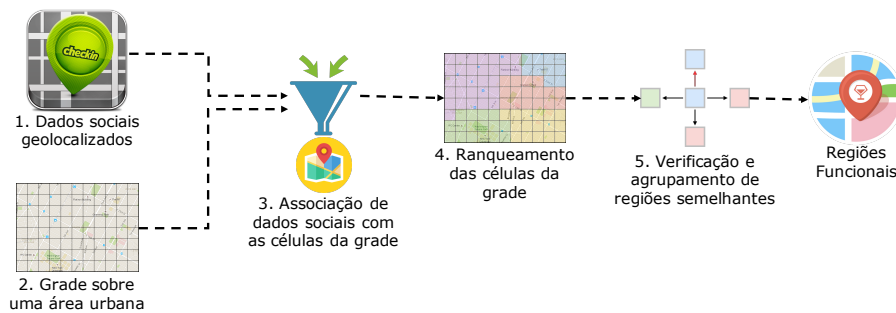 checkin
1. Dados sociais
geolocalizados
2. Grade sobre
uma área urbana
3. Associação de
dados sociais com
as células da grade
4. Ranqueamento
das células da
grade
5. Verificação e
agrupamento de
regiões semelhantes
Regiões
Funcionais